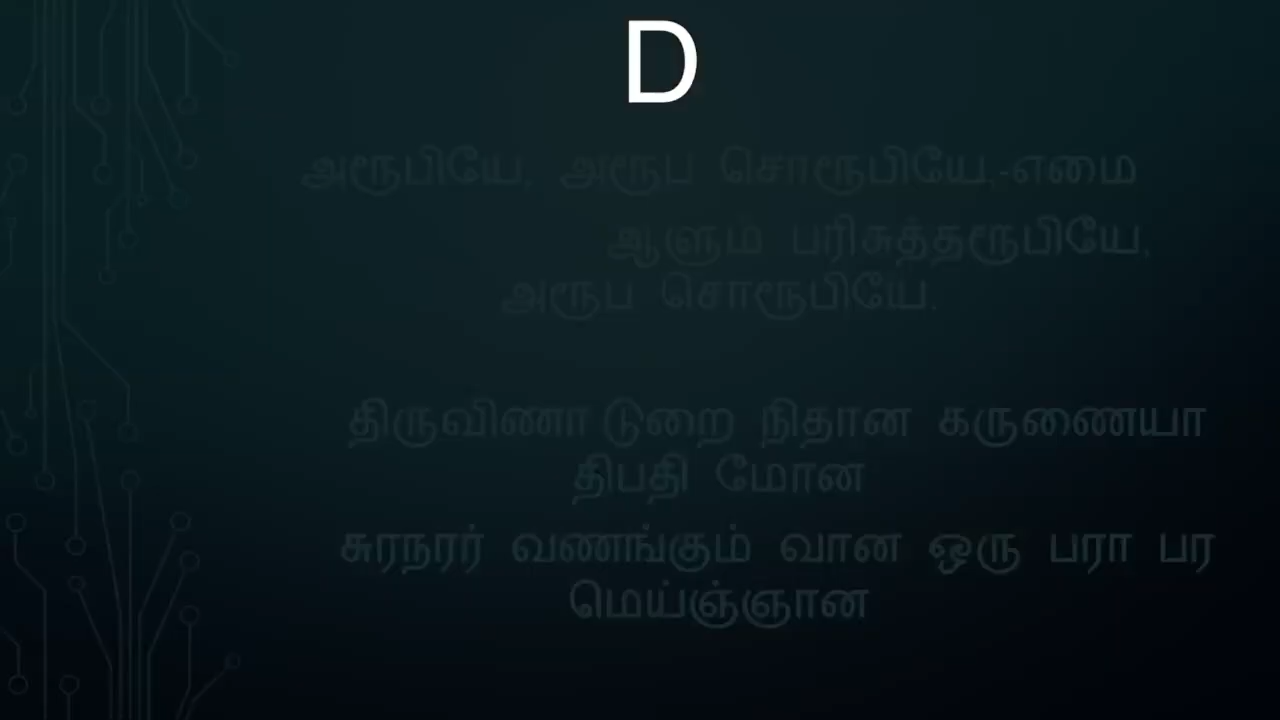 D
அரூபியே, அரூப சொரூபியே,-எமை
ஆளும் பரிசுத்தரூபியே,
அரூப சொரூபியே.
திருவிணா டுறை நிதான கருணையா
திபதி மோன
சுரநரர் வணங்கும் வான ஒரு பரா பர
மெய்ஞ்ஞான